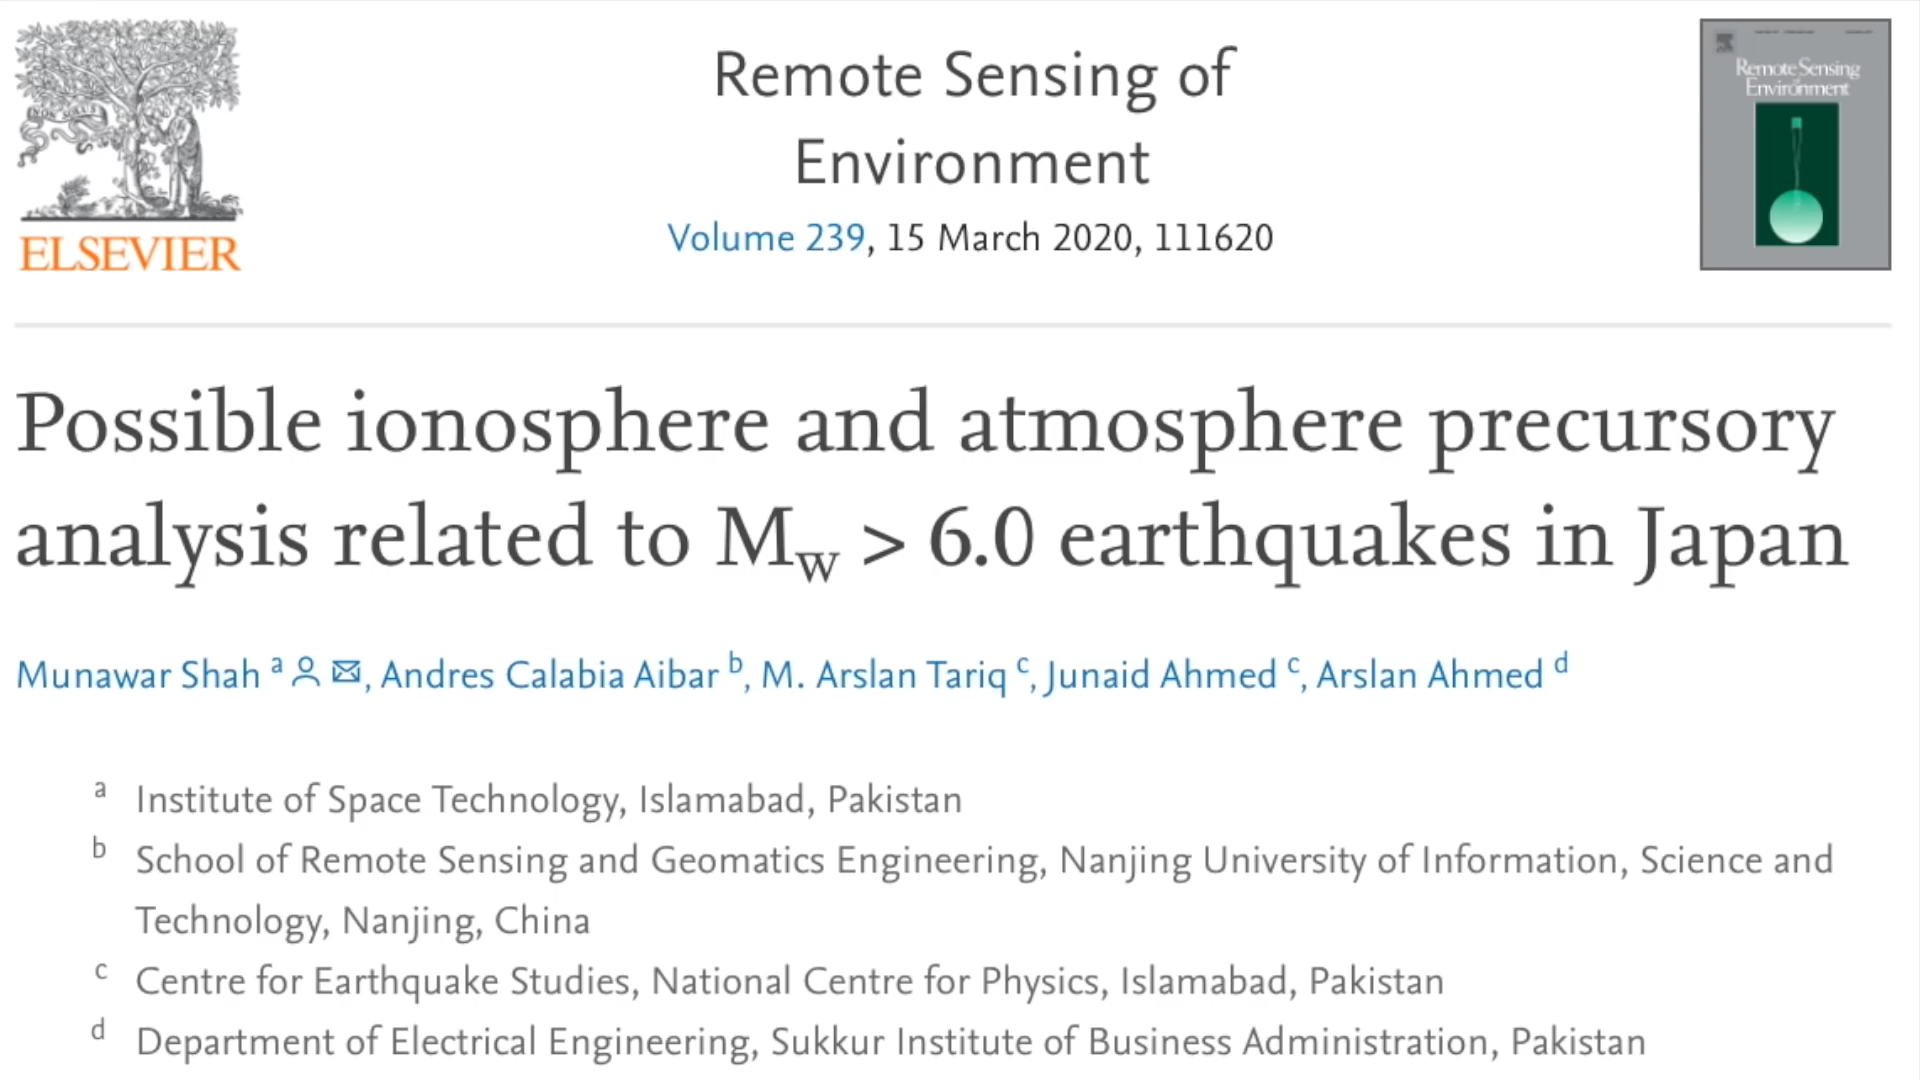 Remote Sensing of
Environment
Volume 239, 15 March 2020, 111620
ELSEVIER
Remote Sensing
of
Environment
Possible ionosphere and atmosphere precursory
analysis related to Mw > 6.0 earthquakes in Japan
Munawar Shah a, Andres Calabia Aibar b, M. Arslan Tariq c, Junaid Ahmed c, Arslan Ahmed d
a Institute of Space Technology, Islamabad, Pakistan
b School of Remote Sensing and Geomatics Engineering, Nanjing University of Information, Science and
Technology, Nanjing, China
c Centre for Earthquake Studies, National Centre for Physics, Islamabad, Pakistan
d Department of Electrical Engineering, Sukkur Institute of Business Administration, Pakistan